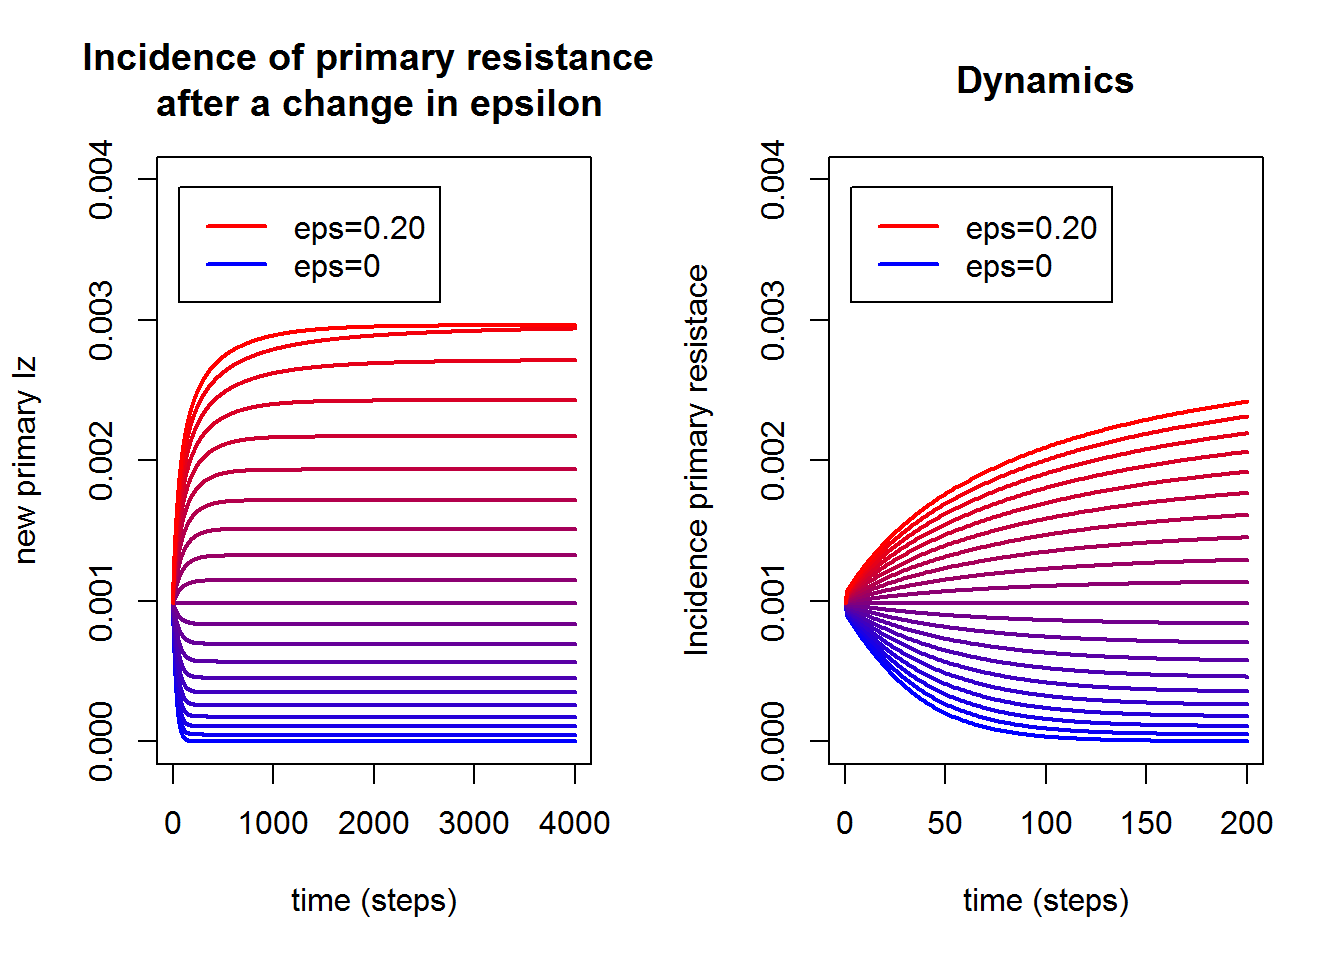 Incidence of primary resistance
after a change in epsilon
new primary Iz
0.004
0.003
0.002
0.001
0.000
eps=0.20
eps=0
0 1000 2000 3000 4000
time (steps)
Dynamics
Incidence primary resistace
0.004
0.003
0.002
0.001
0.000
eps=0.20
eps=0
0 50 100 150 200
time (steps)